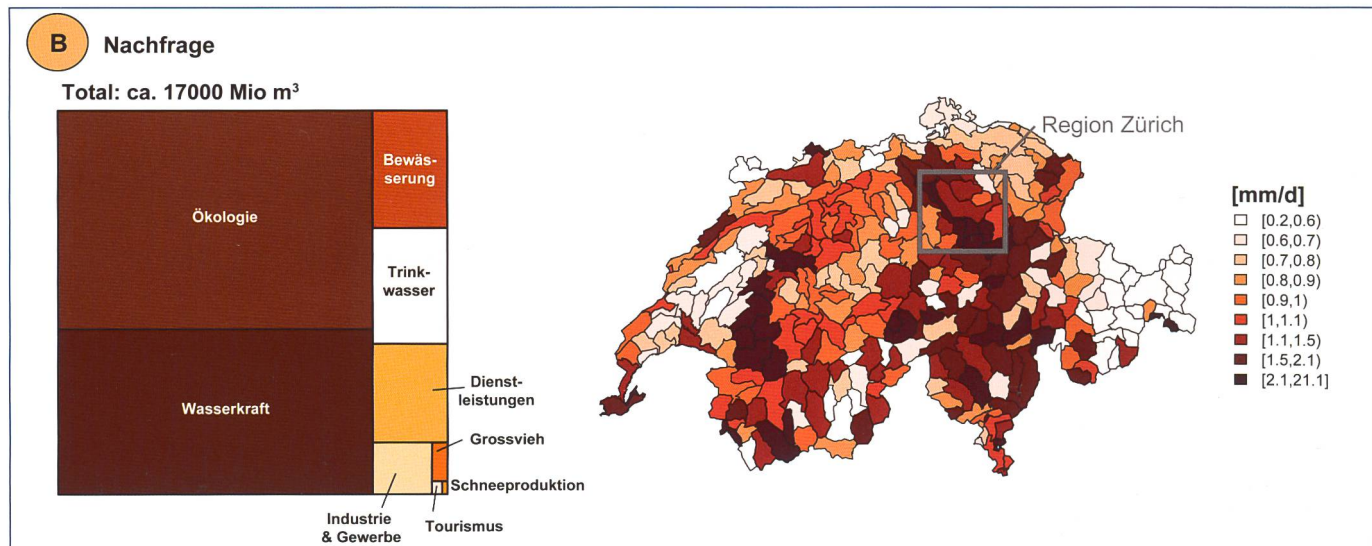 B Nachfrage
Total: ca. 17000 Mio m³
Ökologie
Bewäs-
serung
Trink-
wasser
Wasserkraft
Dienst-
leistungen
Grossvieh
Schneeproduktion
Industrie
& Gewerbe
Tourismus
Region Zürich
[mm/d]
[0.2,0.6)
[0.6,0.7)
[0.7,0.8)
[0.8,0.9)
[0.9,1)
[1,1.1)
[1.1,1.5)
[1.5,2.1)
[2.1,21.1]